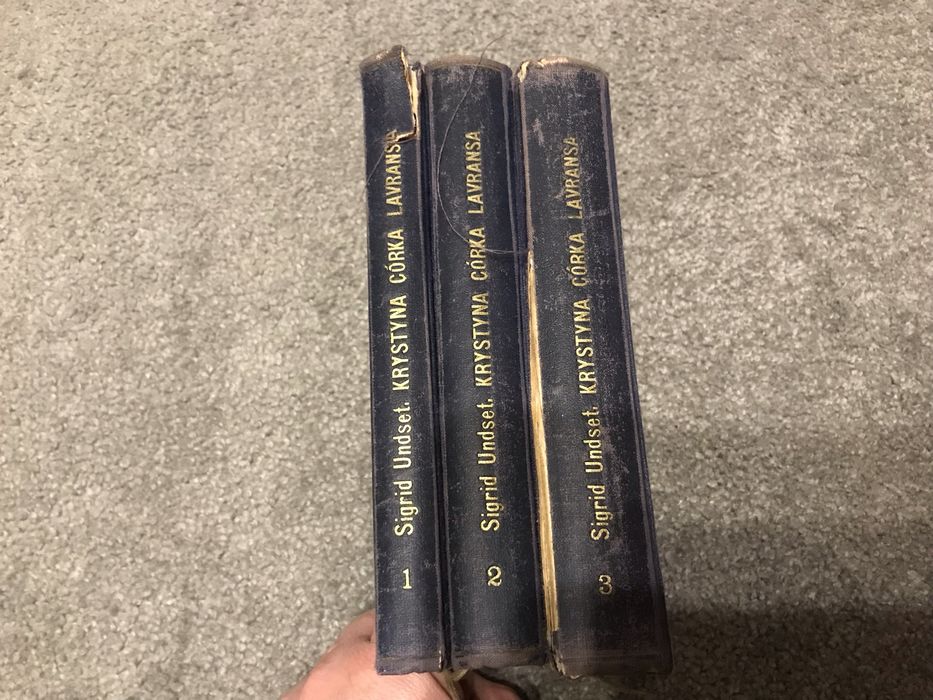 1 Sigrid Undset. KRYSTYNA CÓRKA LAVRANSA
2 Sigrid Undset. KRYSTYNA CÓRKA LAVRANSA
3 Sigrid Undset. KRYSTYNA CÓRKA LAVRANSA